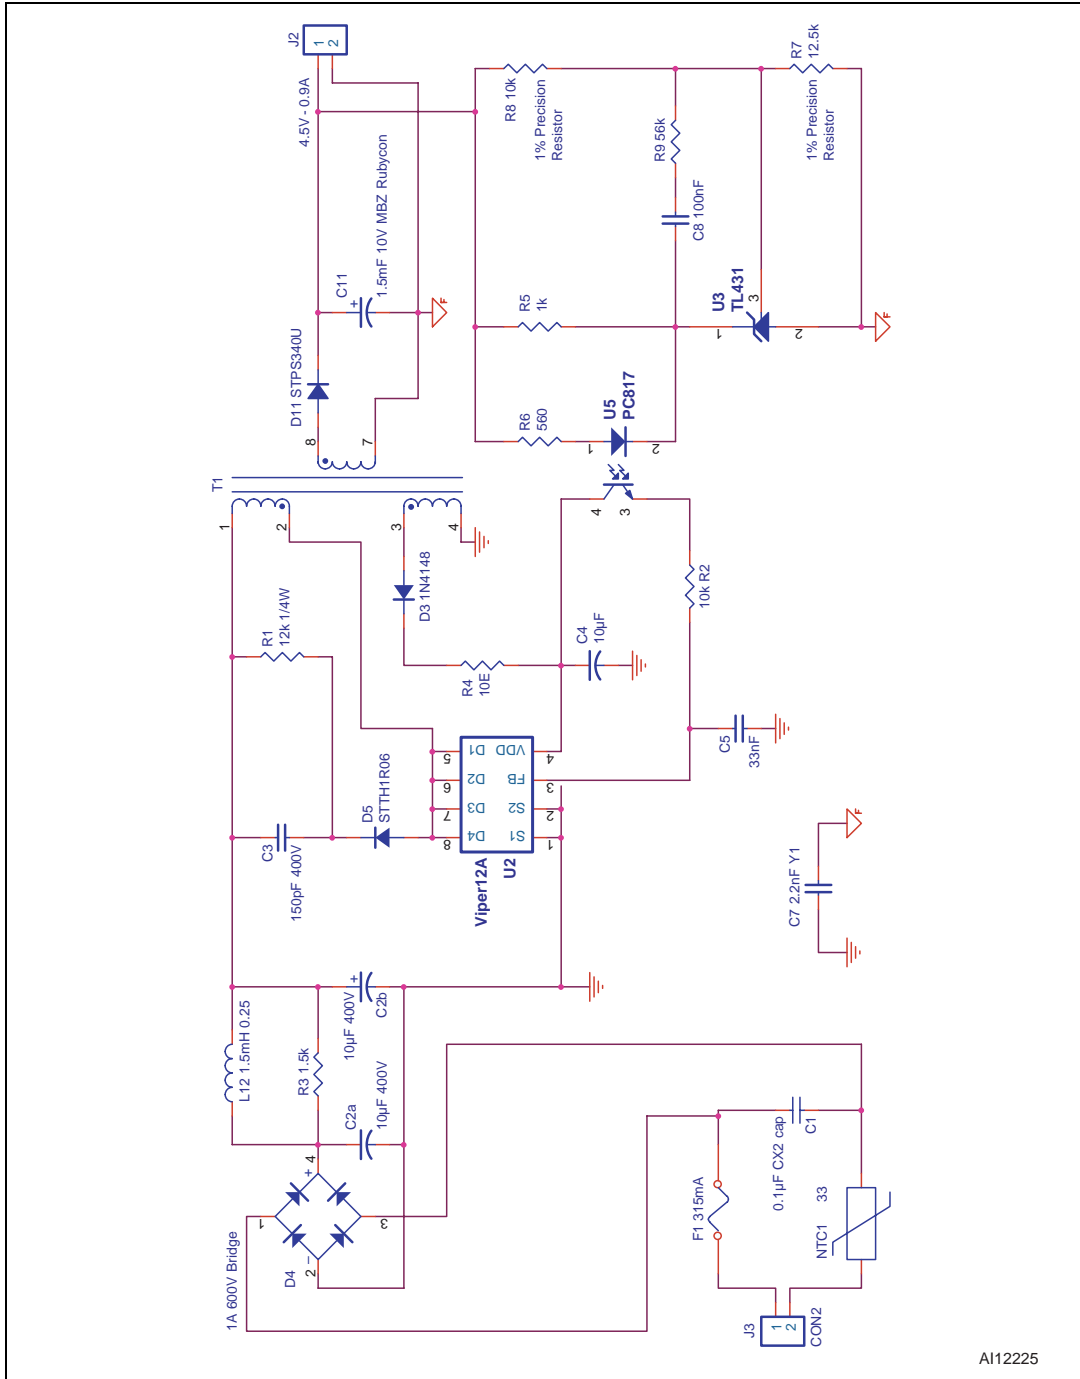 J2
1
2
4.5V - 0.9A
R8 10k
1% Precision
Resistor
R7
12.5k
1% Precision
Resistor
R9 56k
C8 100nF
C11
+
1.5mF 10V MBZ Rubycon
F
R5
1k
U3
TL431
1
3
2
F
D11 STPS340U
8
7
R6
560
U5
PC817
1
2
4
3
T1
1
2
3
4
D3 1N4148
R1
12k 1/4W
R4
10E
C4
10µF
10k R2
C5
33nF
D5
STTH1R06
C3
150pF 400V
5
6
7
8
D1
D2
D3
D4
VDD
FB
S2
S1
4
3
2
1
Viper12A
U2
C7 2.2nF Y1
F
L12 1.5mH 0.25
R3 1.5k
10µF 400V
+
C2b
C2a
10µF 400V
1A 600V Bridge
D4
1
2
3
4
+
–
F1 315mA
0.1µF CX2 cap
C1
NTC1
33
J3
1
2
CON2
AI12225